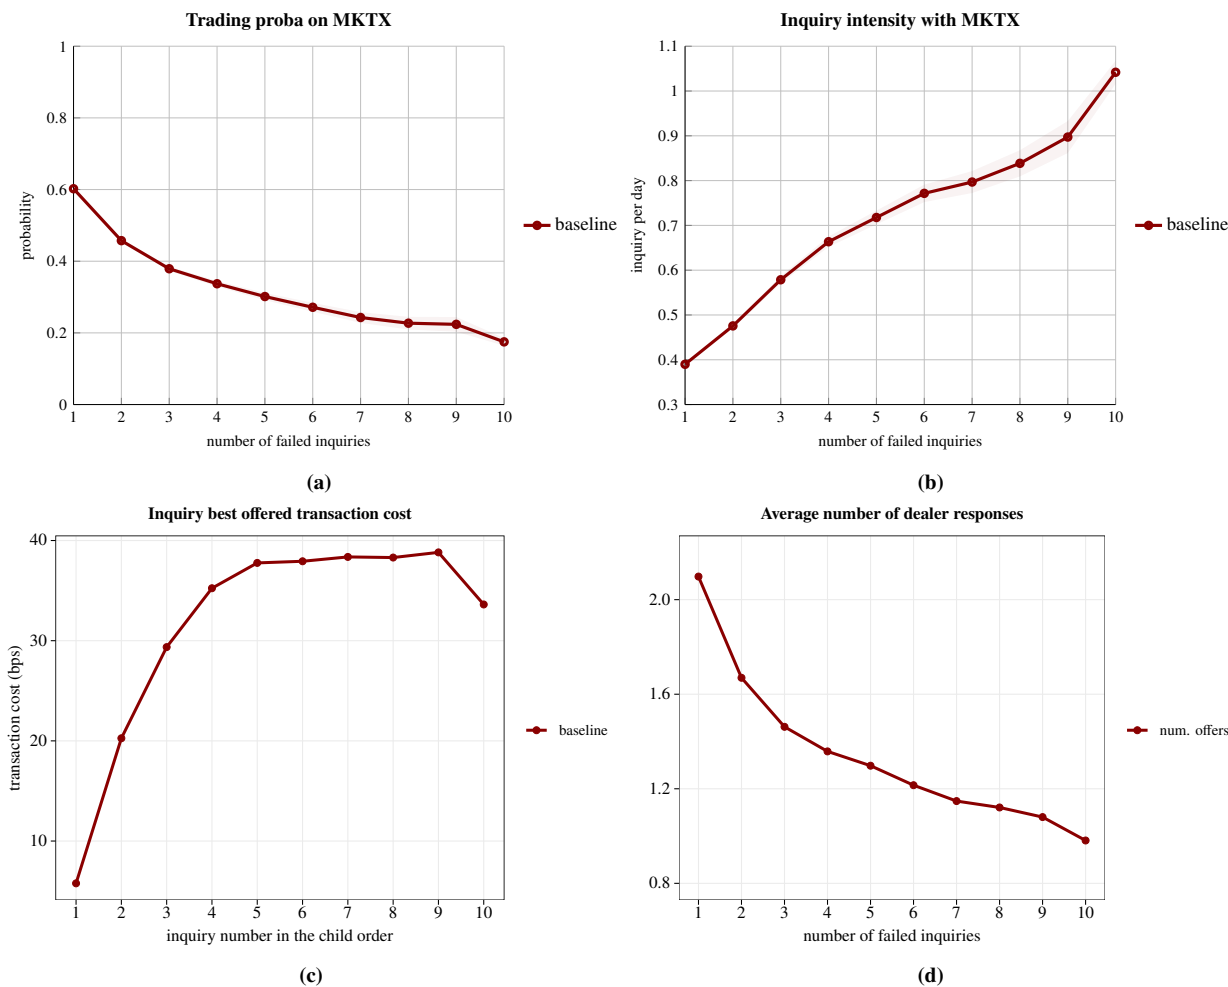 Trading proba on MKTX
1
0.8
0.6
0.4
0.2
0
probability
1 2 3 4 5 6 7 8 9 10
number of failed inquiries
baseline
(a)
Inquiry intensity with MKTX
1.1
1
0.9
0.8
0.7
0.6
0.5
0.4
0.3
inquiry per day
1 2 3 4 5 6 7 8 9 10
number of failed inquiries
baseline
(b)
Inquiry best offered transaction cost
40
30
20
10
transaction cost (bps)
1 2 3 4 5 6 7 8 9 10
inquiry number in the child order
baseline
(c)
Average number of dealer responses
2.0
1.6
1.2
0.8
1 2 3 4 5 6 7 8 9 10
number of failed inquiries
num. offers
(d)